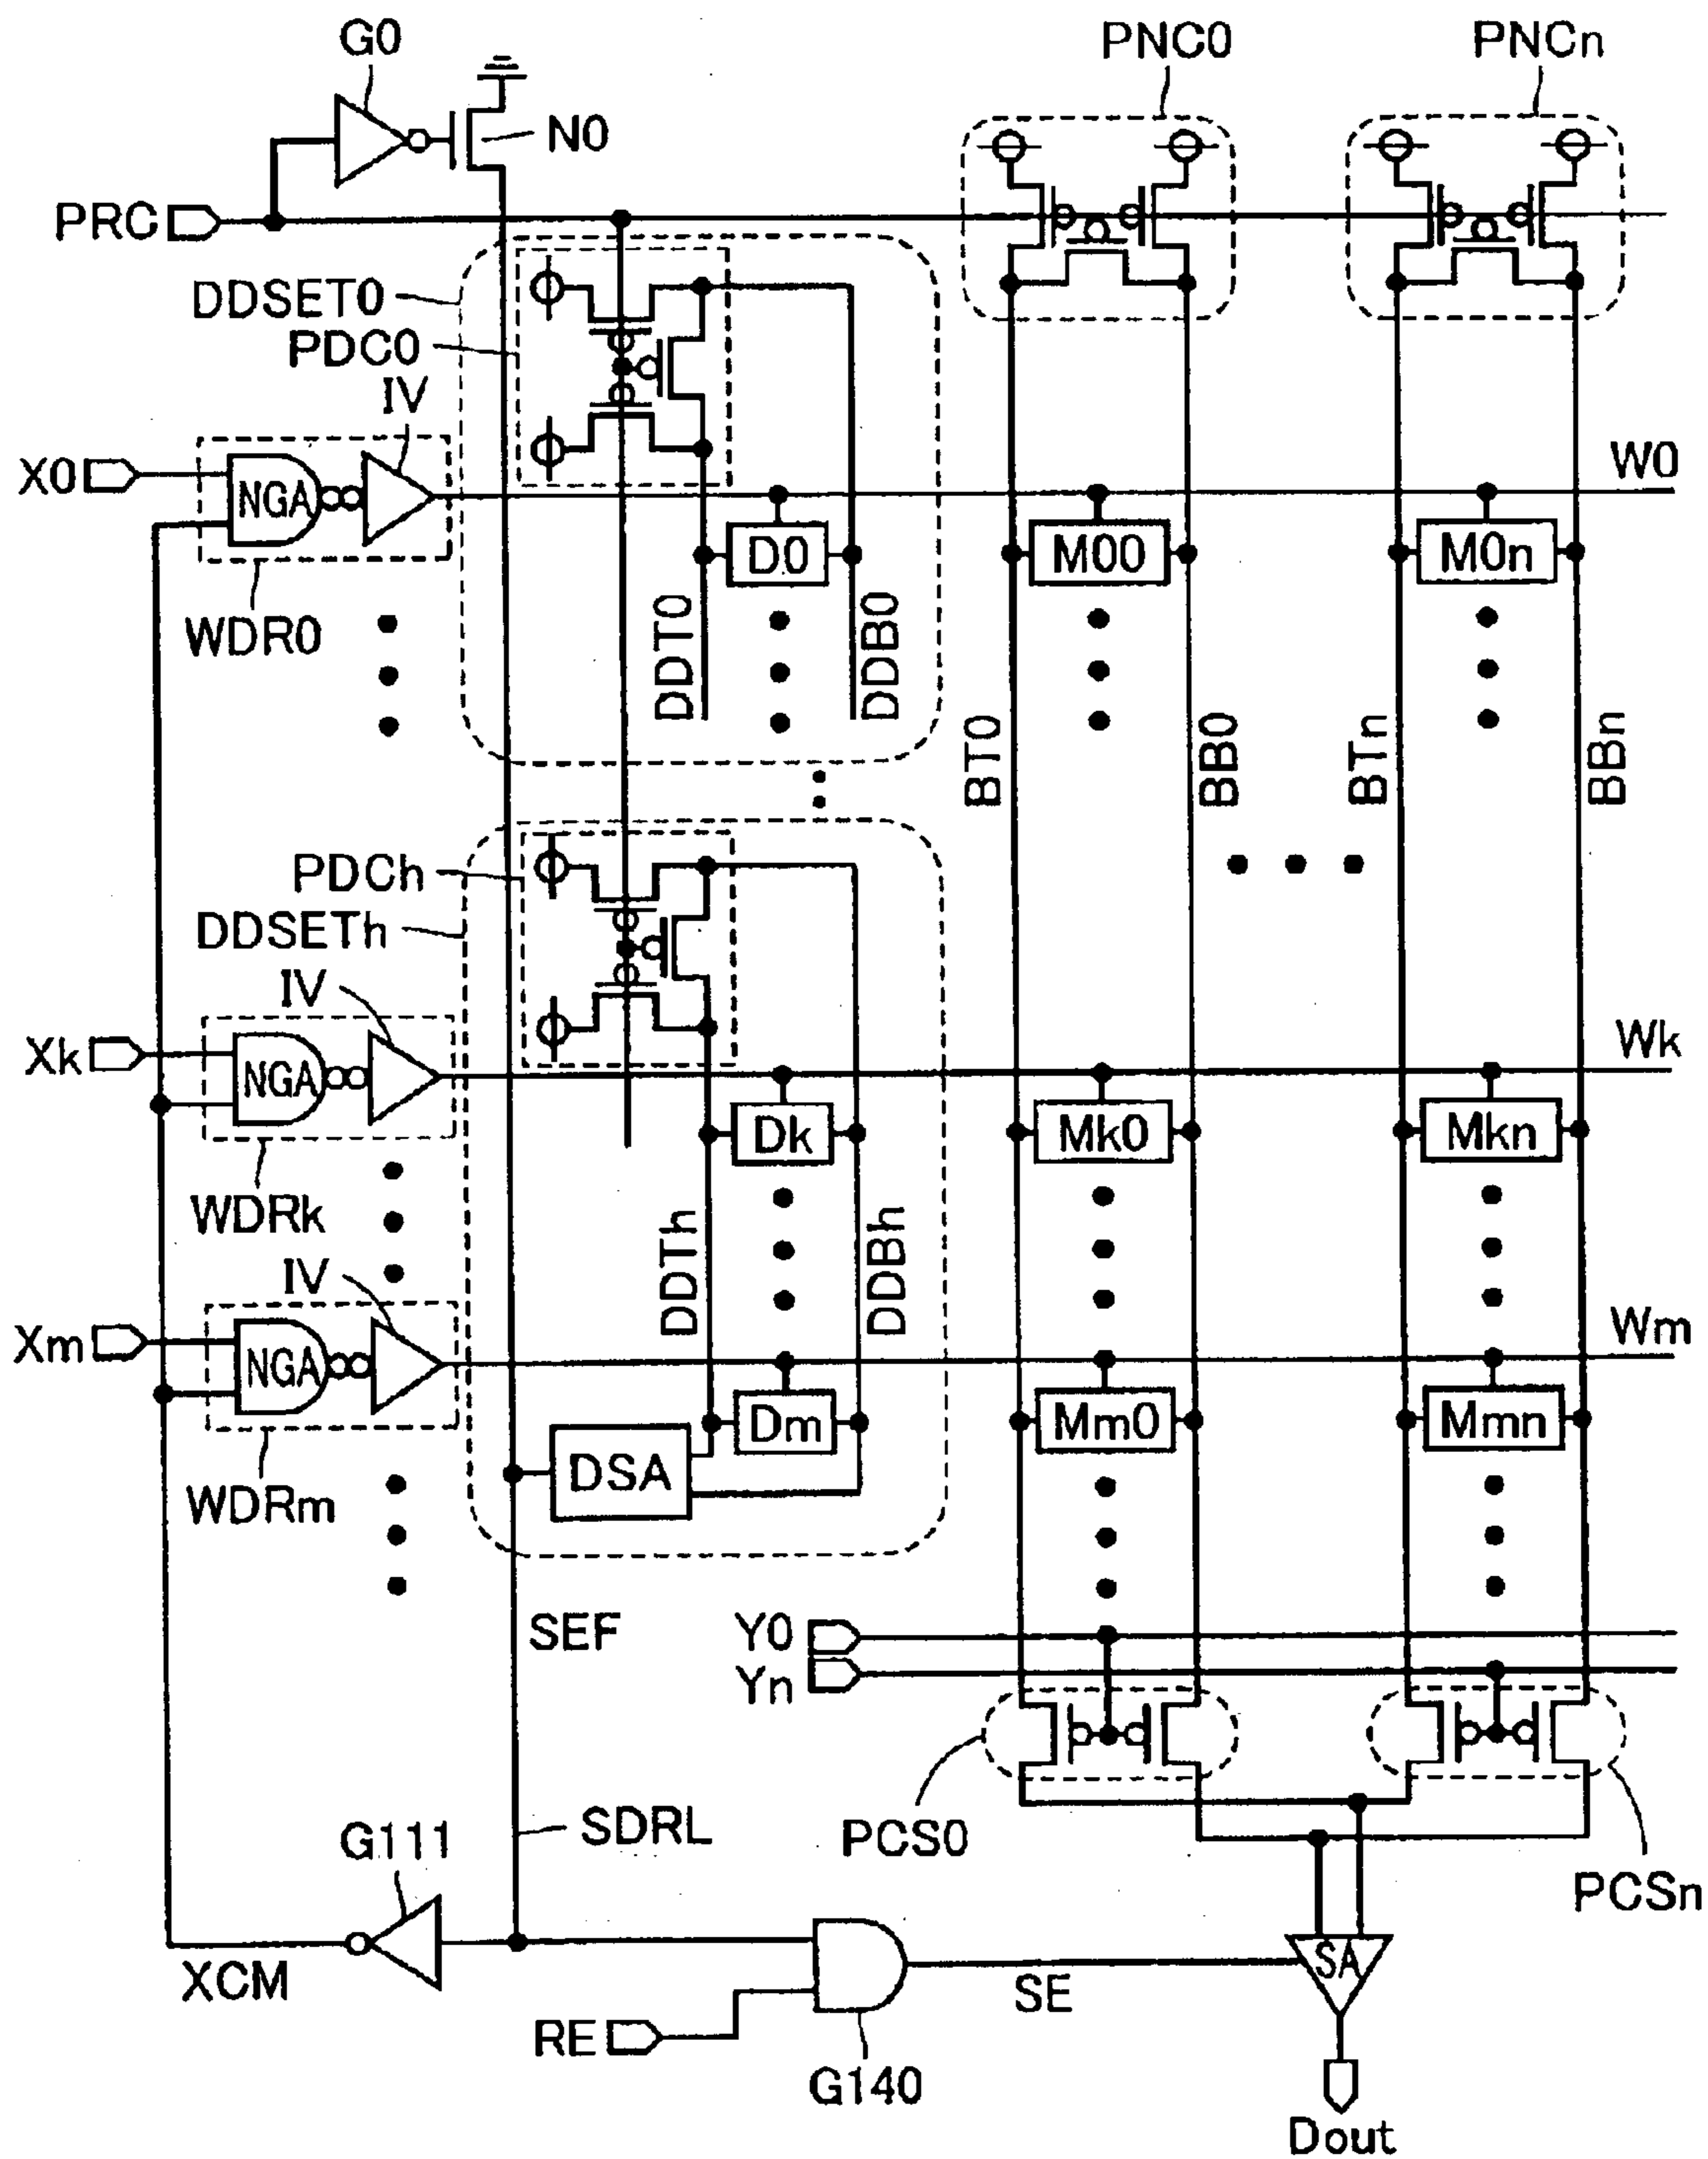 G0
PNC0
PNCn
N0
PRC
DDSET0
PDC0
IV
X0
NGA
W0
D0
M00
M0n
WDR0
DDT0
DDB0
BT0
BB0
BTn
BBn
PDCh
DDSETh
IV
Xk
NGA
Wk
Dk
Mk0
Mkn
WDRk
DDTh
DDBh
IV
Xm
NGA
Wm
Dm
Mm0
Mmn
DSA
WDRm
SEF
Y0
Yn
G111
SDRL
PCS0
PCSn
XCM
SE
SA
RE
G140
Dout